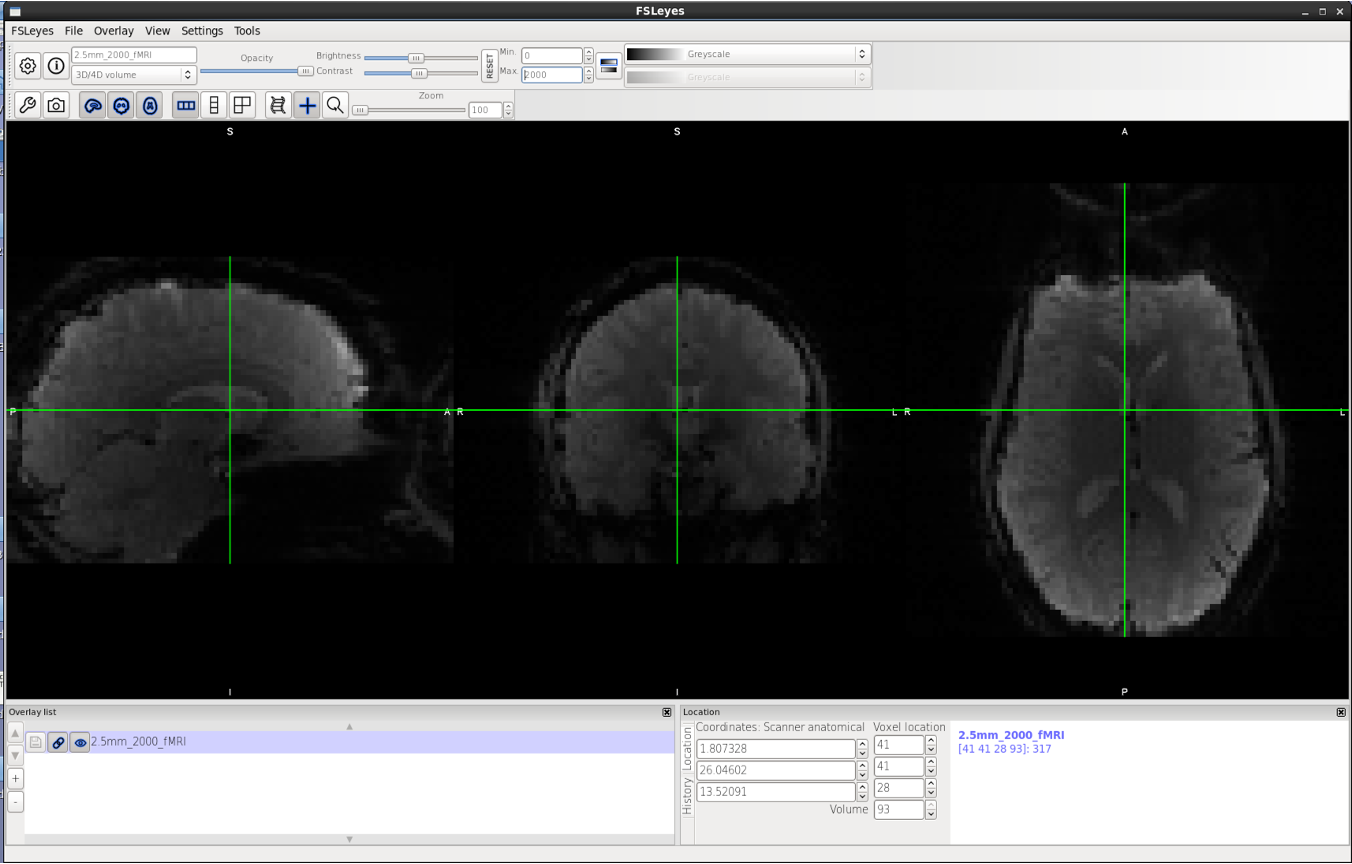 FSLeyes
FSLeyes File Overlay View Settings Tools
2.5mm_2000_fMRI
3D/4D volume
Opacity
Brightness
Contrast
RESET
Min. 0
Max. 2000
Greyscale
Greyscale
Zoom
100
S
S
A
P
A
R
L
R
L
I
I
P
Overlay list
2.5mm_2000_fMRI
+
-
Location
Location
History
Coordinates: Scanner anatomical
Voxel location
1.807328
41
26.04602
41
13.52091
28
Volume 93
2.5mm_2000_fMRI
[41 41 28 93]: 317